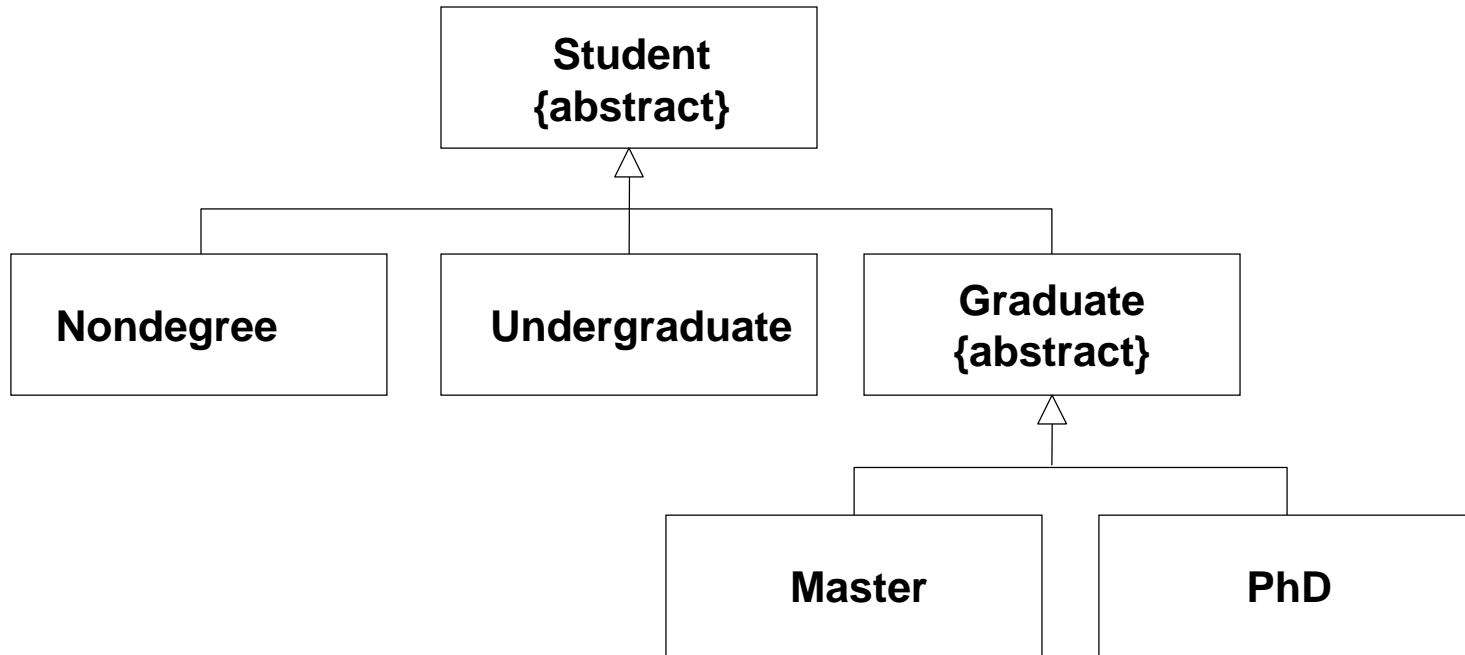 Student
{abstract}
Nondegree
Undergraduate
Graduate
{abstract}
Master
PhD